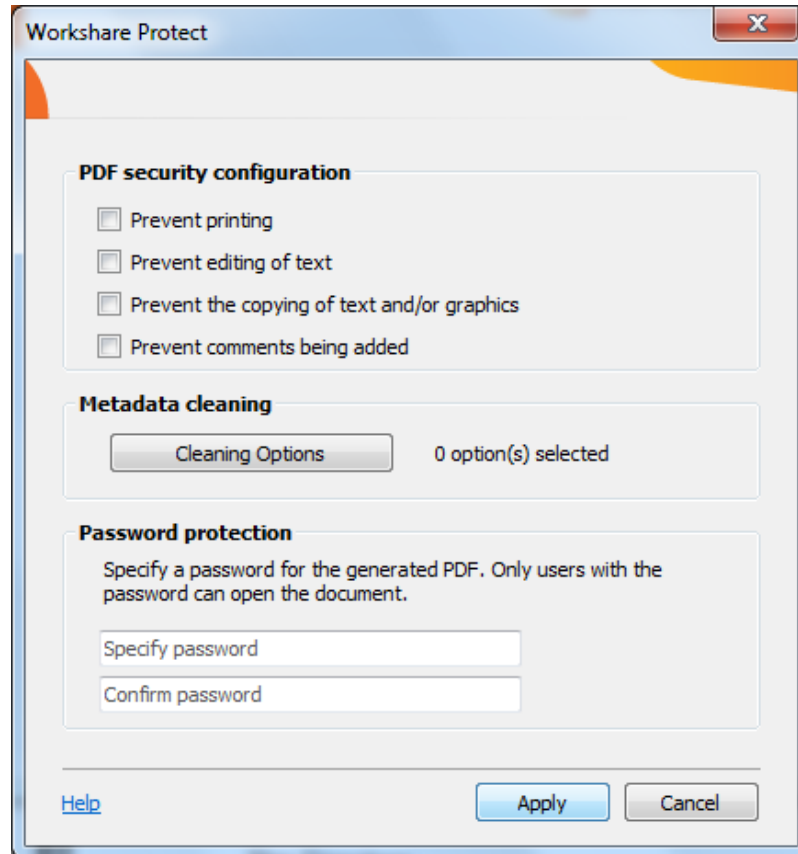 Workshare Protect
PDF security configuration
Prevent printing
Prevent editing of text
Prevent the copying of text and/or graphics
Prevent comments being added
Metadata cleaning
Cleaning Options 0 option(s) selected
Password protection
Specify a password for the generated PDF. Only users with the
password can open the document.
Specify password
Confirm password
Help Apply Cancel